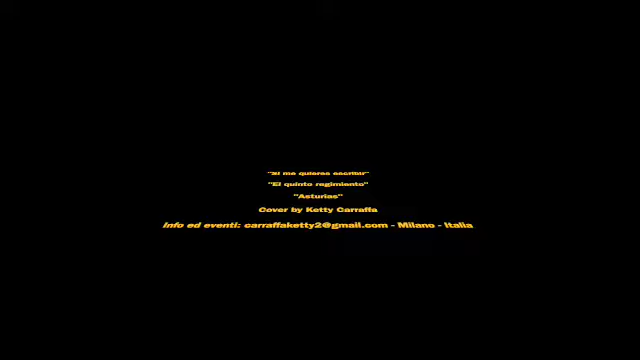 "Si me quieres escribir"
"El quinto regimiento"
"Asturias"
Cover by Ketty Carraffa
Info ed eventi: carraffaketty2@gmail.com - Milano - Italia